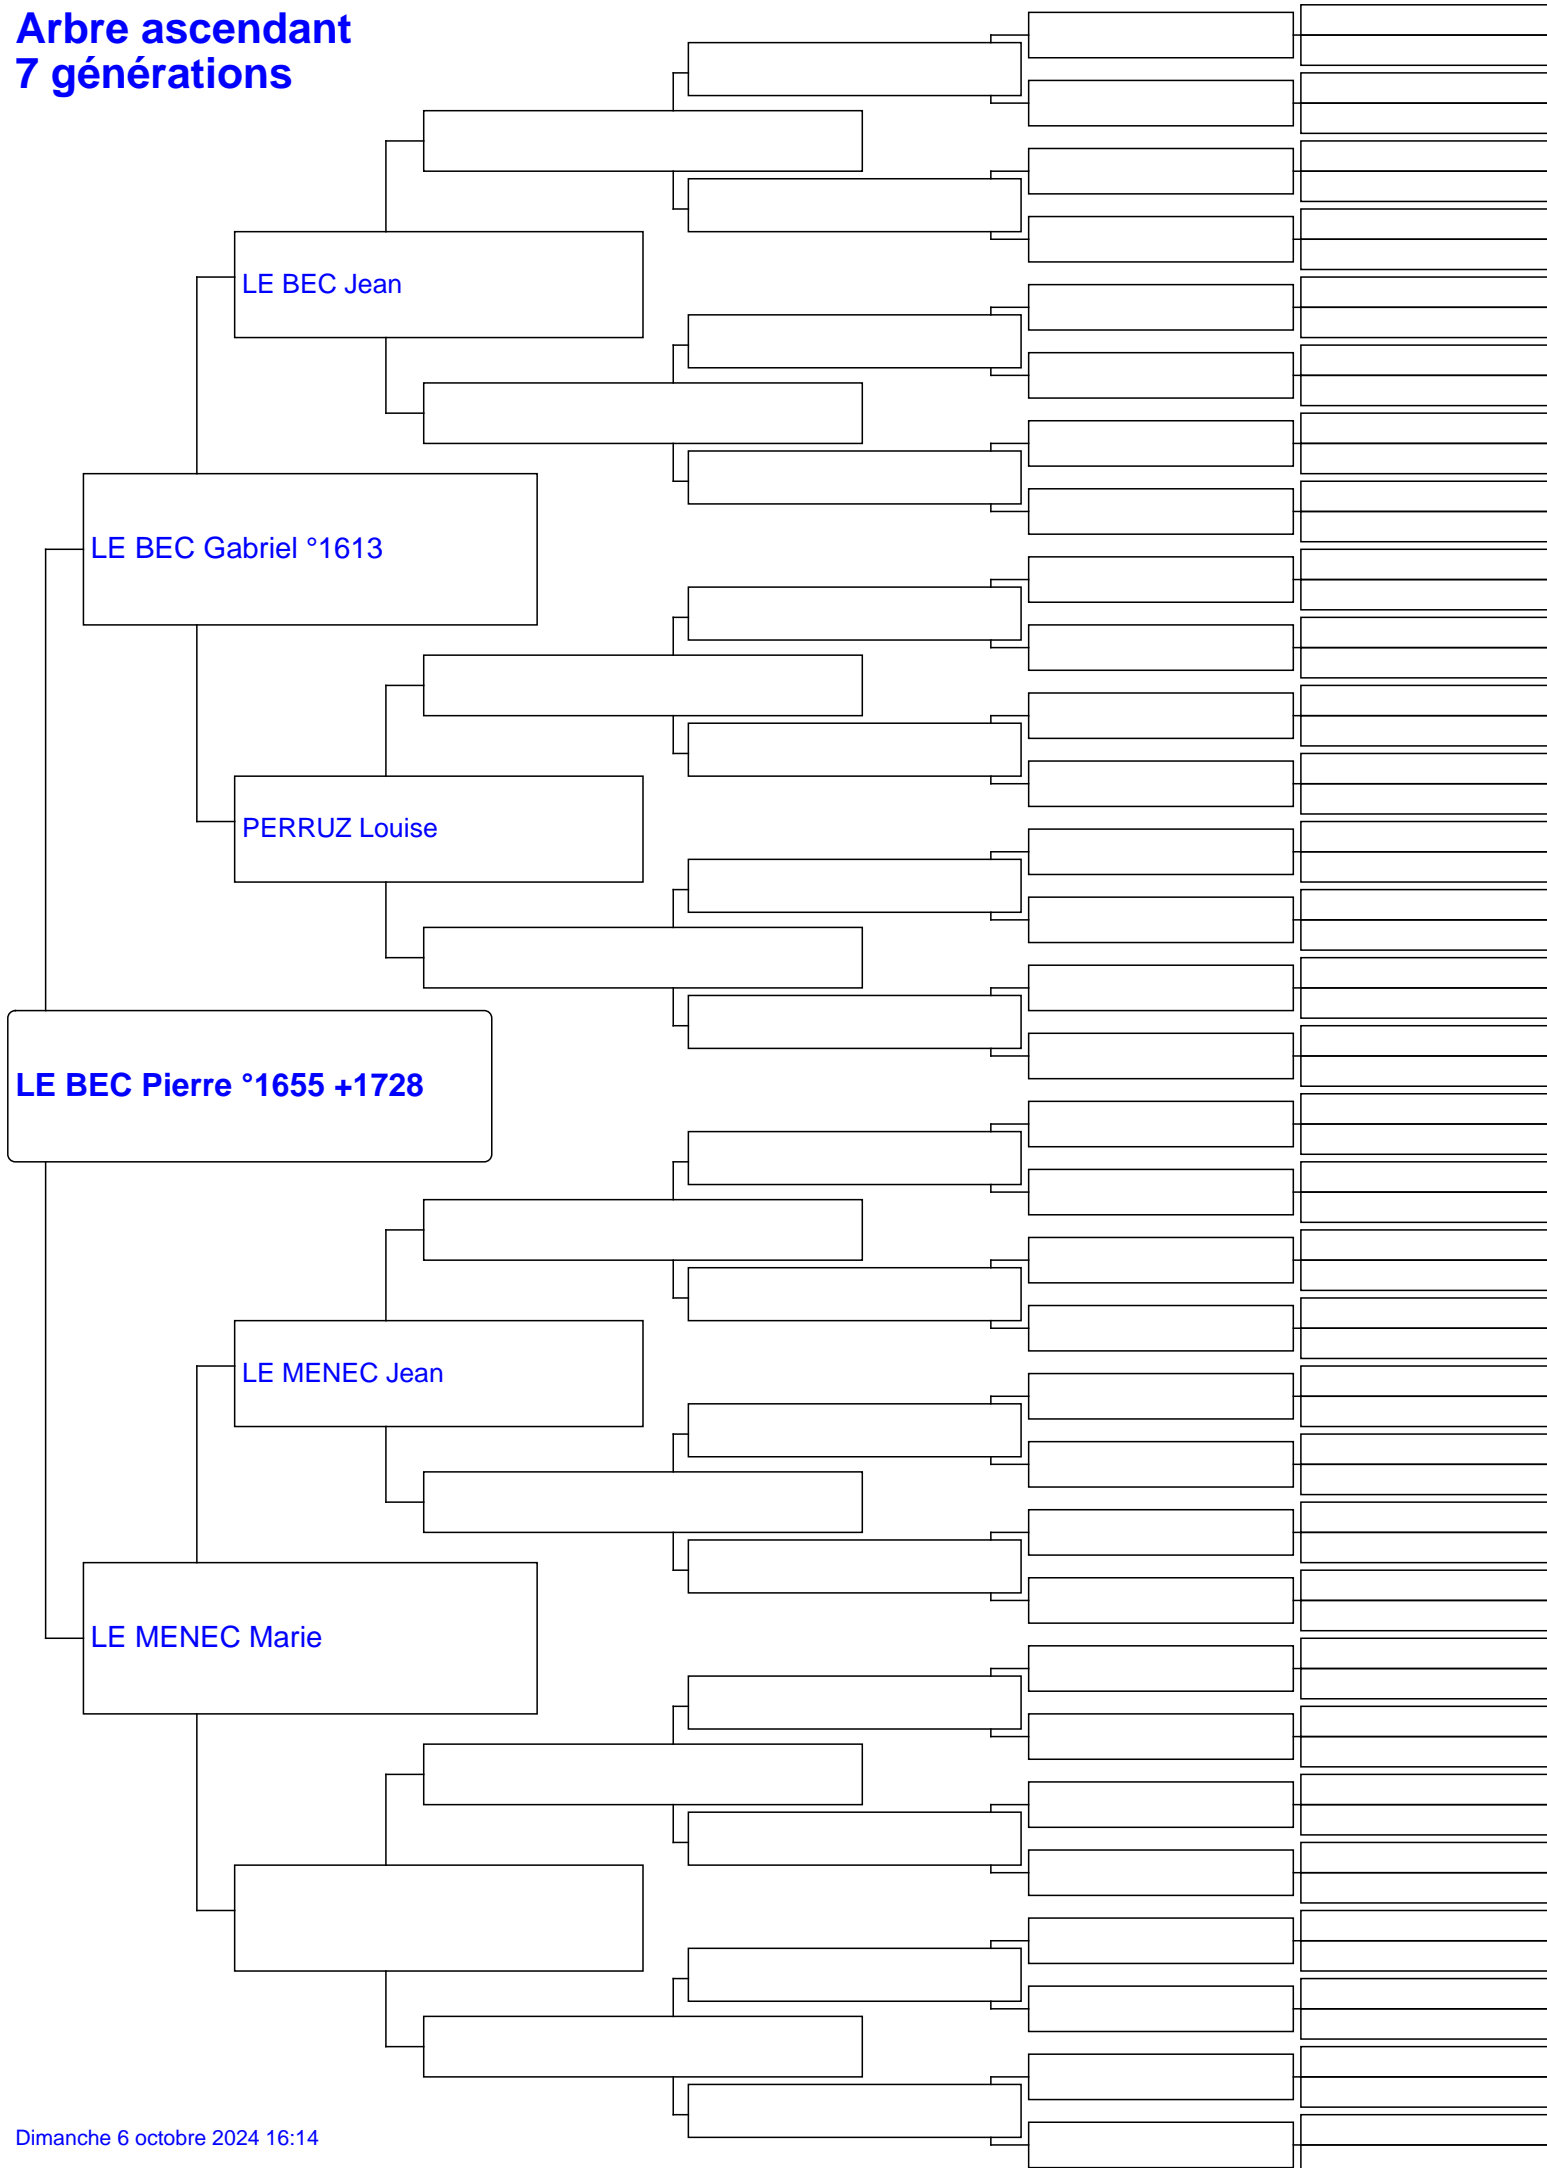 Arbre ascendant
7 générations
LE BEC Jean
LE BEC Gabriel °1613
PERRUZ Louise
LE BEC Pierre °1655 +1728
LE MENEC Jean
LE MENEC Marie
Dimanche 6 octobre 2024 16:14